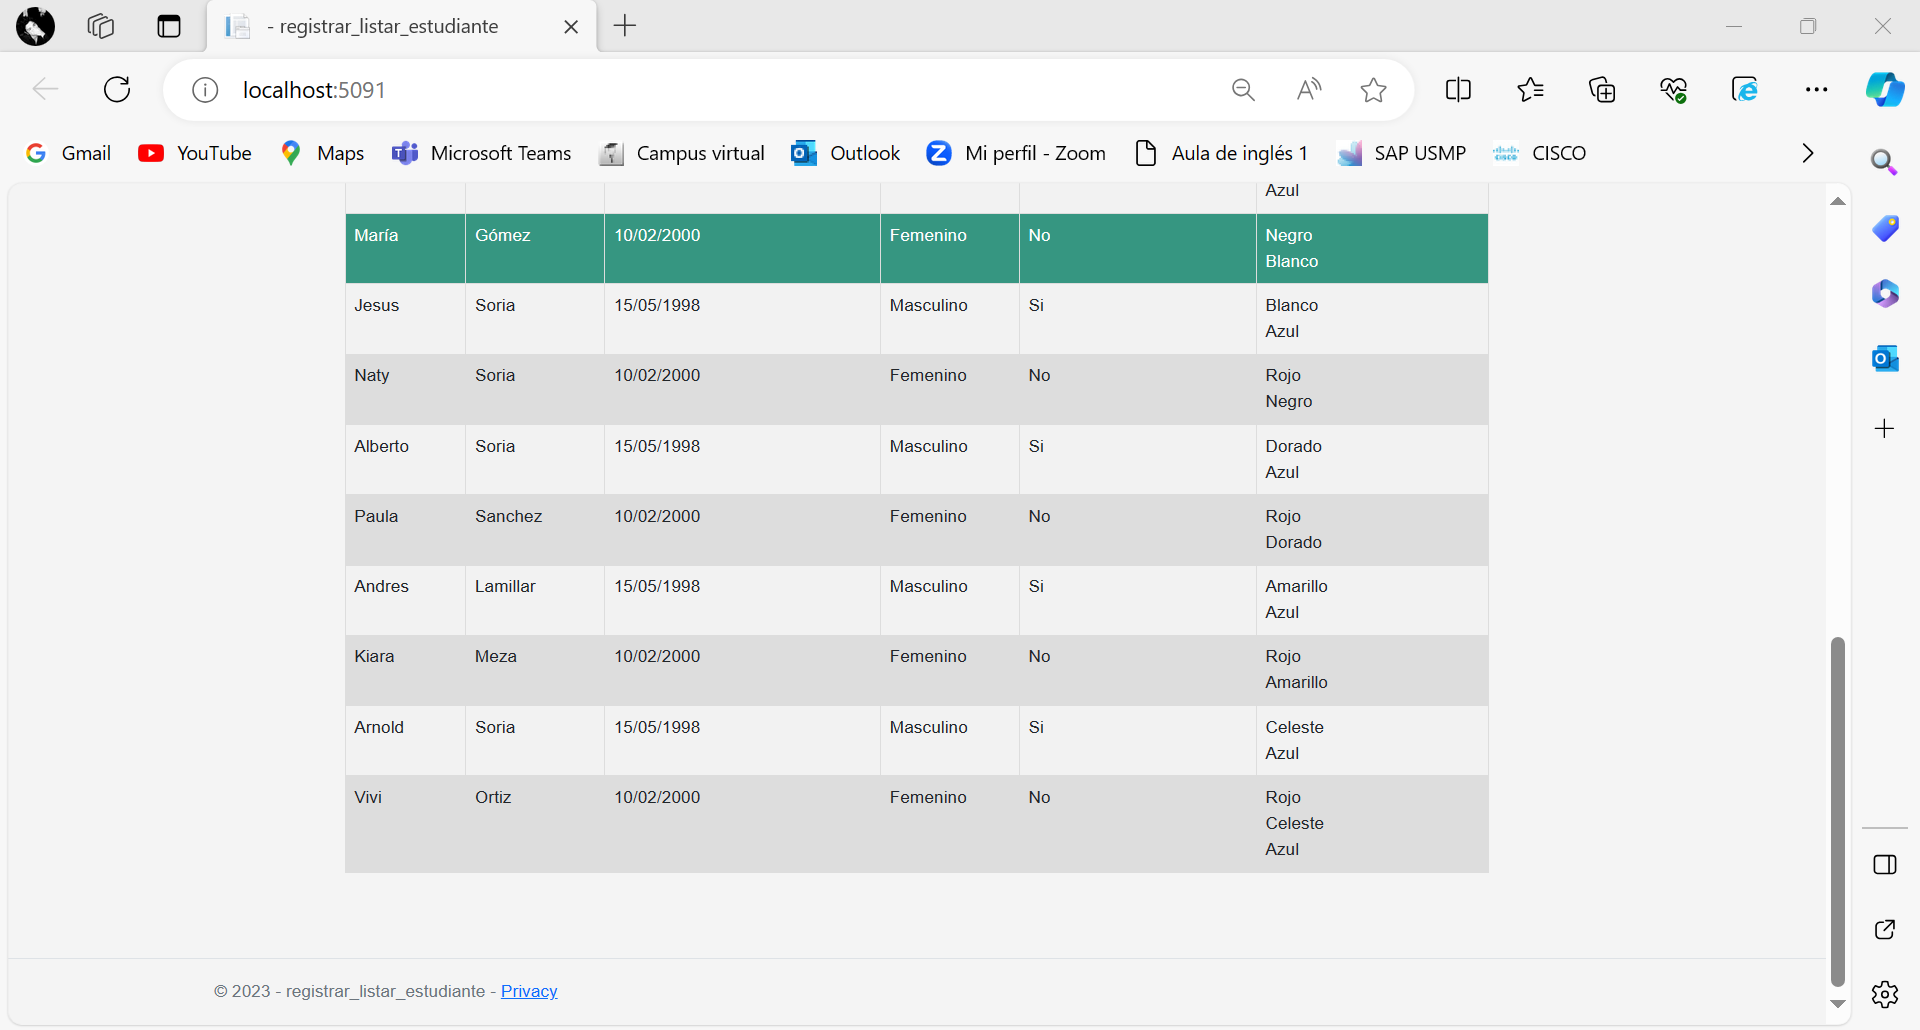 - registrar_listar_estudiante
localhost:5091
Gmail YouTube Maps Microsoft Teams Campus virtual Outlook Mi perfil - Zoom Aula de inglés 1 SAP USMP CISCO
Azul
María Gómez 10/02/2000 Femenino No Negro
Blanco
Jesus Soria 15/05/1998 Masculino Si Blanco
Azul
Naty Soria 10/02/2000 Femenino No Rojo
Negro
Alberto Soria 15/05/1998 Masculino Si Dorado
Azul
Paula Sanchez 10/02/2000 Femenino No Rojo
Dorado
Andres Lamillar 15/05/1998 Masculino Si Amarillo
Azul
Kiara Meza 10/02/2000 Femenino No Rojo
Amarillo
Arnold Soria 15/05/1998 Masculino Si Celeste
Azul
Vivi Ortiz 10/02/2000 Femenino No Rojo
Celeste
Azul
© 2023 - registrar_listar_estudiante - Privacy